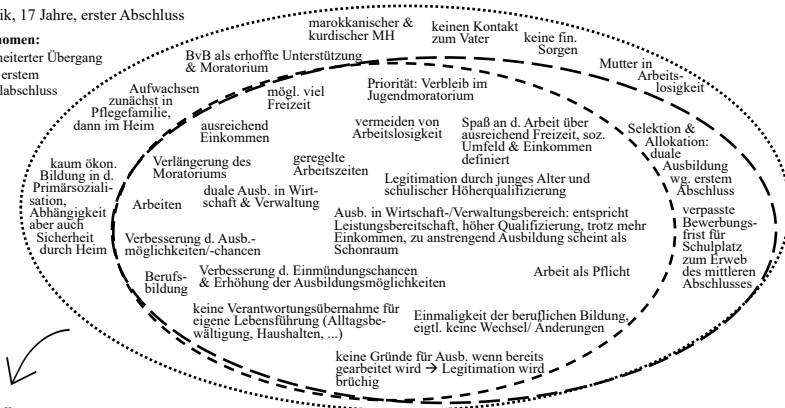 ik, 17 Jahre, erster Abschluss
nomen:
heiterter Übergang
erstem
labschluss
marokkanischer &
kurdischer MH
keinen Kontakt
zum Vater
keine fin.
Sorgen
BvB als erhoffte Unterstützung
& Moratorium
Mutter in
Arbeits-
losigkeit
Aufwachsen
zunächst in
Pflegefamilie,
dann im Heim
mögl. viel
Freizeit
Priorität: Verbleib im
Jugendmoratorium
ausreichend
Einkommen
vermeiden von
Arbeitslosigkeit
Spaß an d. Arbeit über
ausreichend Freizeit, soz.
Umfeld & Einkommen
definiert
Selektion &
Allokation:
duale
Ausbildung
wg. erstem
Abschluss
kaum ökon.
Bildung in d.
Primärsoziali-
sation,
Abhängigkeit
aber auch
Sicherheit
durch Heim
Verlängerung des
Moratoriums
geregelte
Arbeitszeiten
Legitimation durch junges Alter und
schulischer Höherqualifizierung
Arbeiten
duale Ausb. in Wirt-
schaft & Verwaltung
Ausb. in Wirtschaft-/Verwaltungsbereich: entspricht
Leistungsbereitschaft, höher Qualifizierung, trotz mehr
Einkommen, zu anstrengend Ausbildung scheint als
Schonraum
verpasste
Bewerbungs-
frist für
Schulplatz
zum Erweb
des mittleren
Abschlusses
Verbesserung d. Ausb.-
möglichkeiten/-chancen
Berufs-
bildung
Verbesserung d. Einmündungschancen
& Erhöhung der Ausbildungsmöglichkeiten
Arbeit als Pflicht
keine Verantwortungsübernahme für
eigene Lebensführung (Alltagsbe-
wältigung, Haushalten, ...)
Einmaligkeit der beruflichen Bildung,
eigtl. keine Wechsel/ Änderungen
keine Gründe für Ausb. wenn bereits
gearbeitet wird → Legitimation wird
brüchig